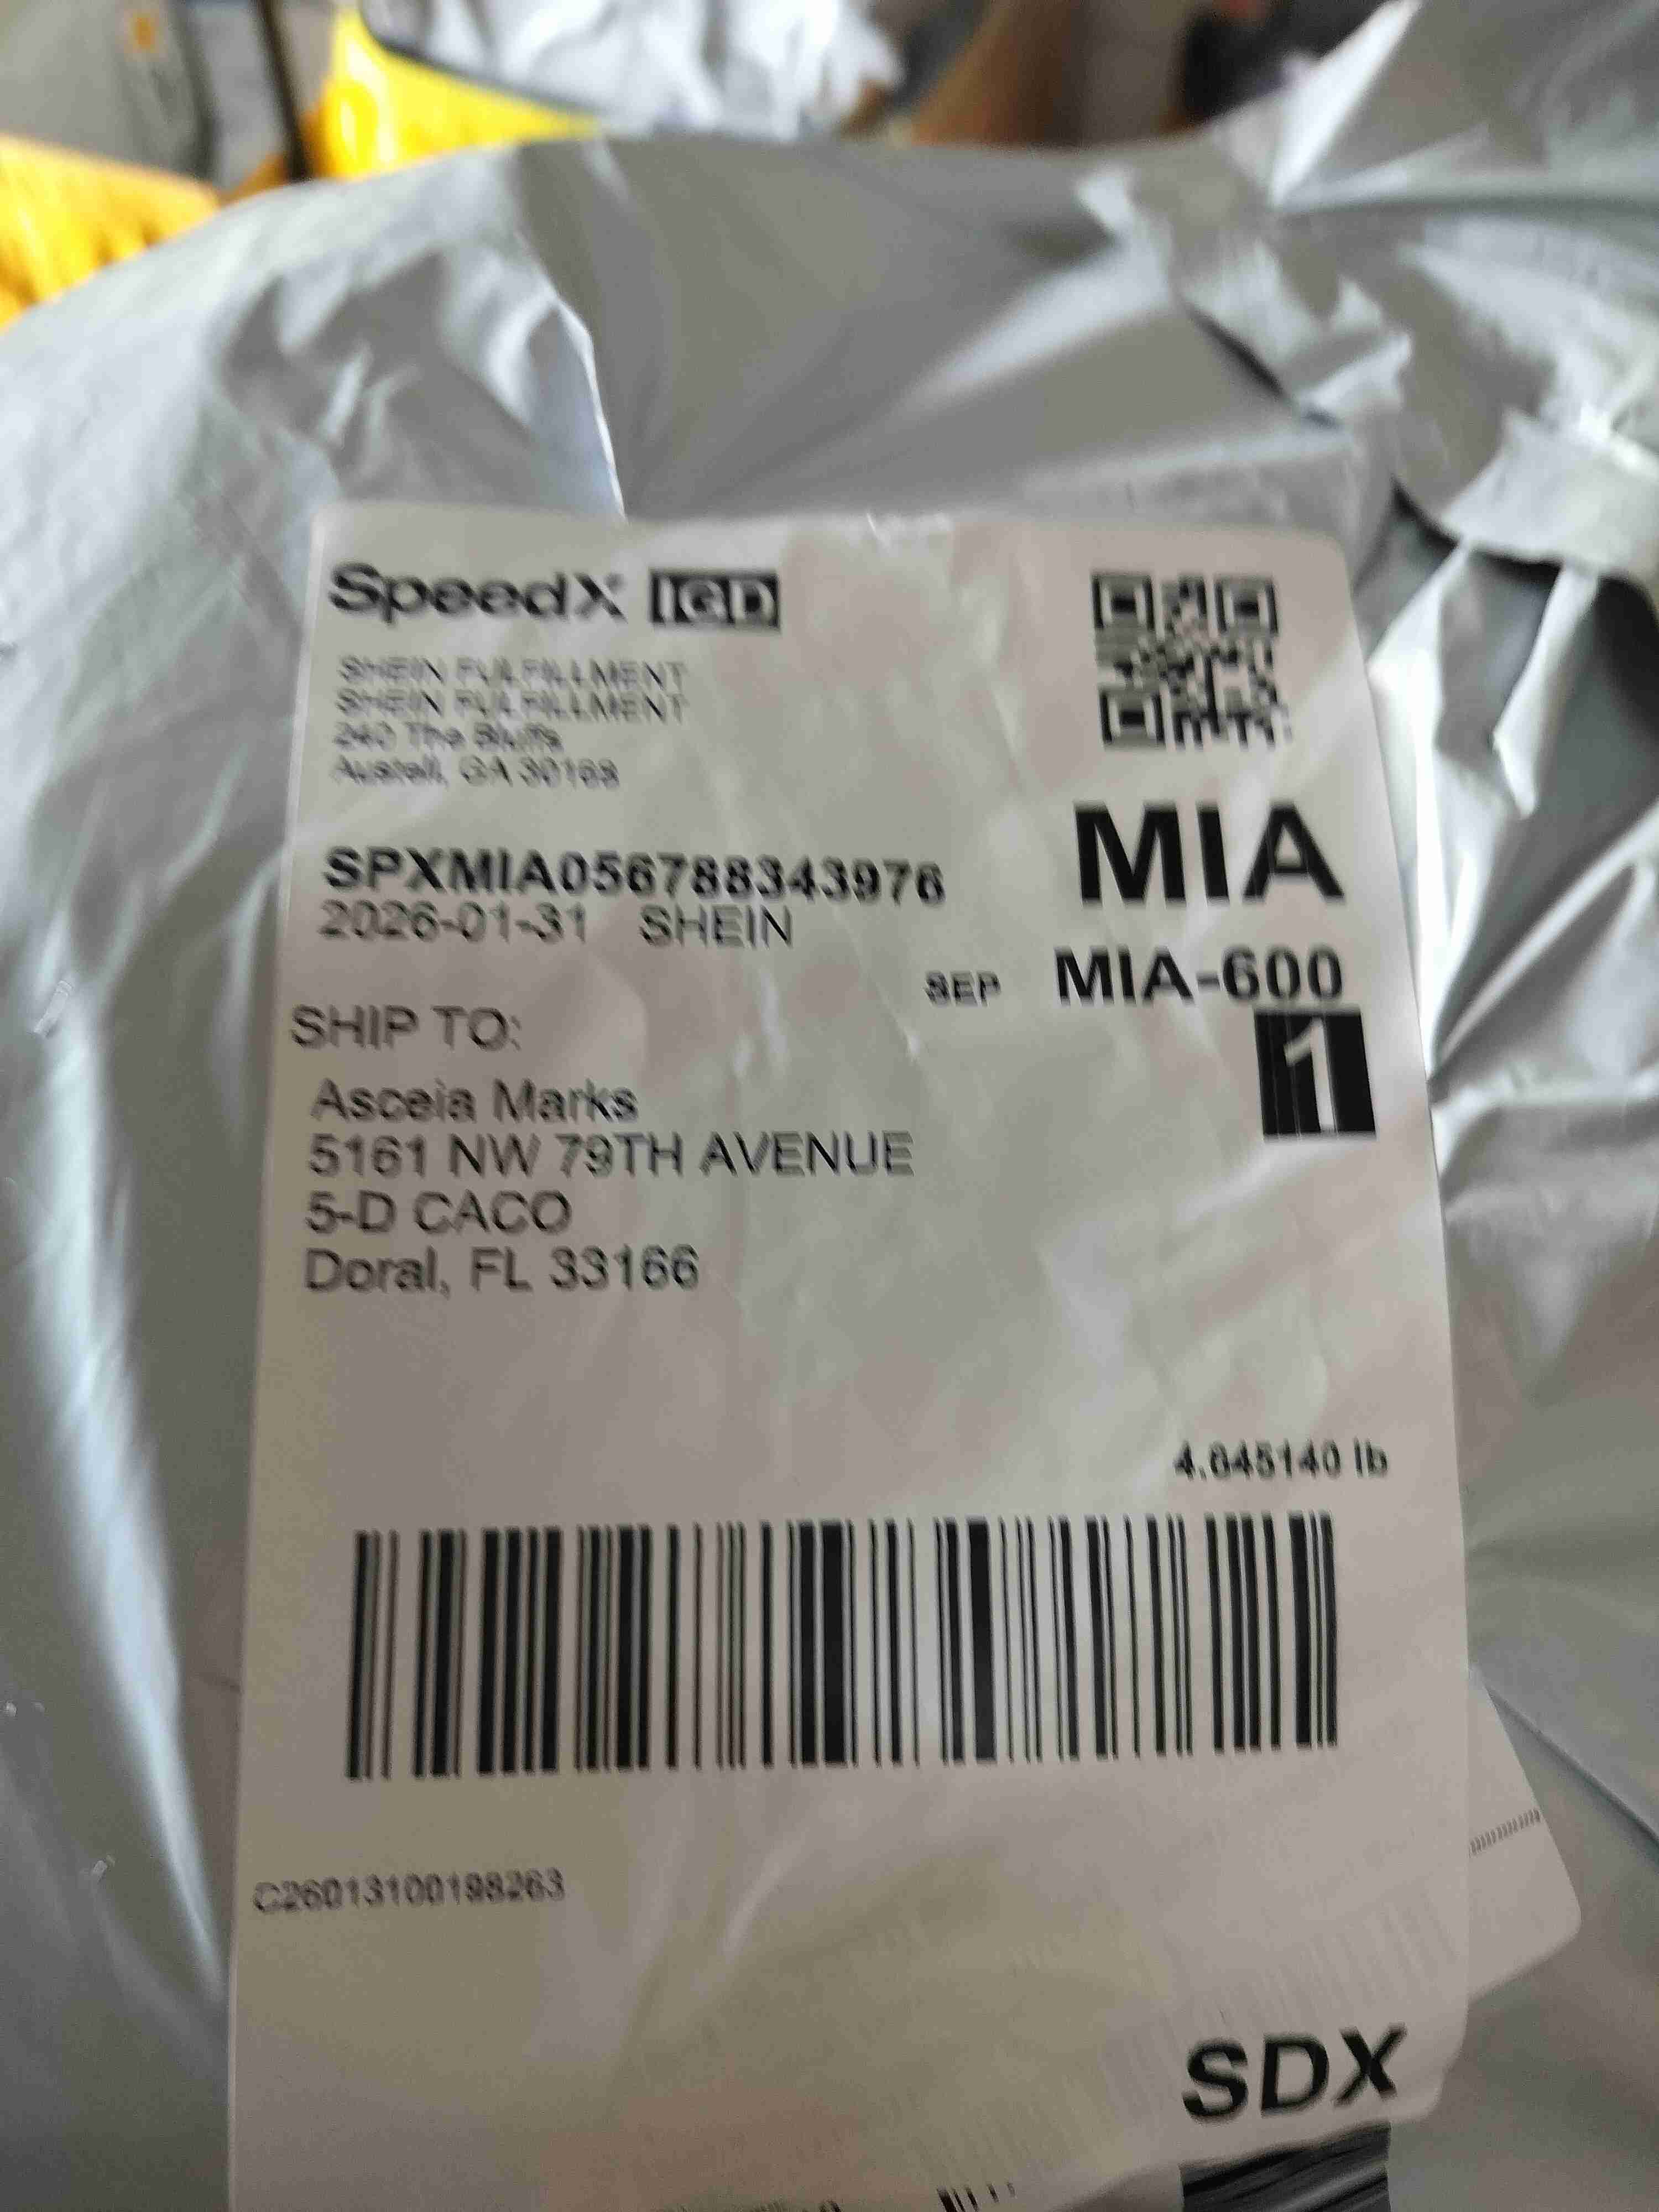 SpeedX IGD
SHEIN FULFILLMENT
SHEIN FULFILLMENT
240 The Bluffs
Austell, GA 30168
SPXMIA056788343976
2026-01-31 SHEIN
MIA
SEP MIA-600
1
SHIP TO:
Asceia Marks
5161 NW 79TH AVENUE
5-D CACO
Doral, FL 33166
4.645140 lb
C26013100198263
SDX